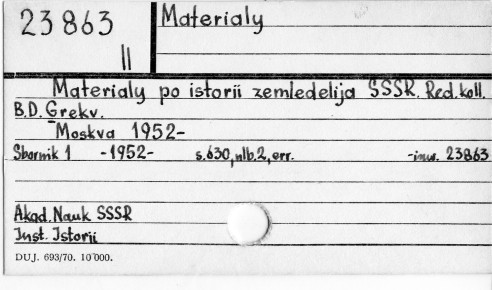 23863
II
Materialy
Materialy po istorii zemledelija SSSR. Red. koll.
B.D. Grekv.
Moskva 1952-
Sbornik 1 -1952- s.630, nlb.2, err. -inw. 23863
Akad. Nauk SSSR
Inst. Istorii
DUJ. 693/70. 10 000.